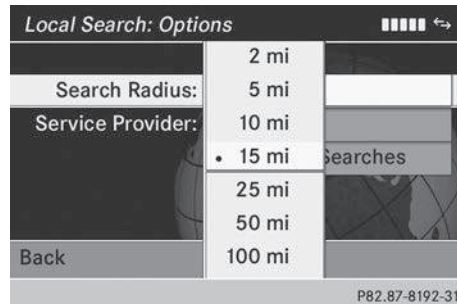 Local Search: Options
2 mi
Search Radius: 5 mi
Service Provider: 10 mi
• 15 mi Searches
25 mi
50 mi
Back 100 mi
P82.87-8192-31